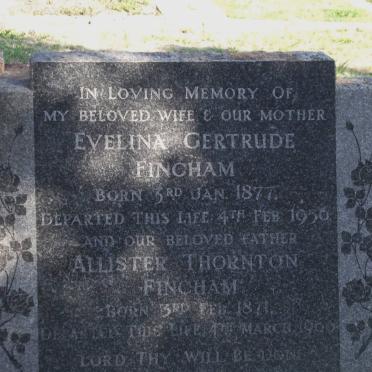 IN LOVING MEMORY OF
MY BELOVED WIFE & OUR MOTHER
EVELINA GERTRUDE
FINCHAM
BORN 3RD JAN. 1877.
DEPARTED THIS LIFE 4TH FEB. 1956
AND OUR BELOVED FATHER
ALLISTER THORNTON
FINCHAM
BORN 3RD FEB. 1871.
DEPARTED THIS LIFE 4TH MARCH
LORD THY WILL BE DONE